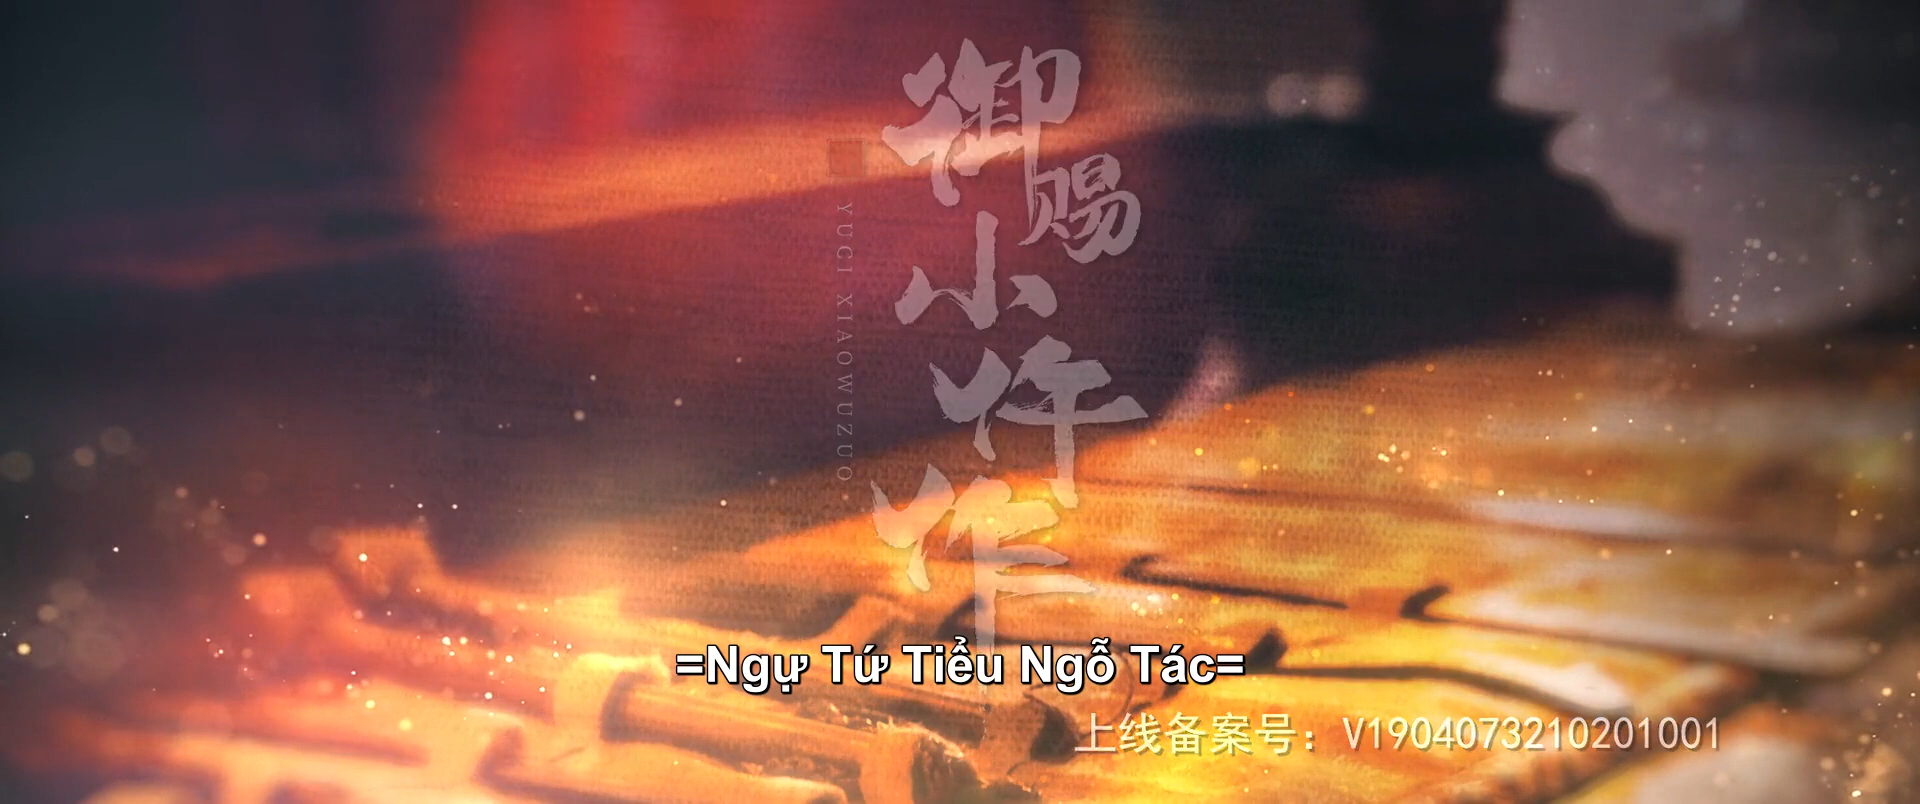 御赐小仵作
YUCI XIAOWUZUO
=Ngự Tứ Tiểu Ngỗ Tác=
上线备案号：V1904073210201001